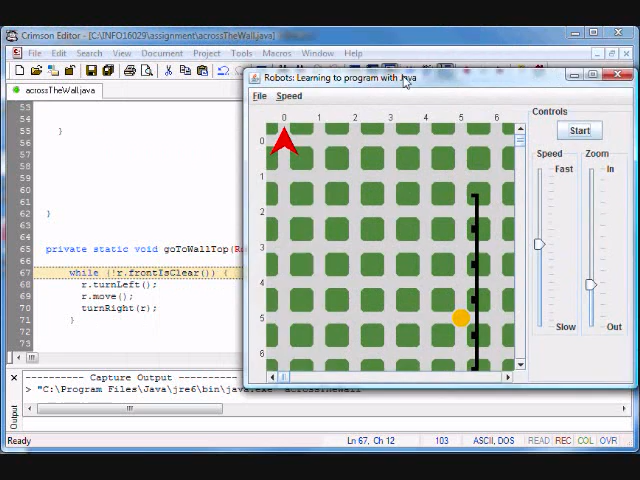 Crimson Editor - [C:\INFO16029\assignment\acrossTheWall.java]
File Edit Search View Document Project Tools Macros Window Help
acrossTheWall.java
53
54
55 }
56
57
58
59
60
61
62 }
63
64
65 private static void goToWallTop(
66
67 while (!r.frontIsClear()) {
68 r.turnLeft();
69 r.move();
70 turnRight(r);
71 }
72
73
Robots: Learning to program with Java
File Speed
0 1 2 3 4 5 6
0
1
2
3
4
5
6
Controls
Start
Speed Zoom
Fast In
Slow Out
---------- Capture Output ----------
> "C:\Program Files\Java\jre6\bin\java.exe" acrossTheWall
Output
Ready Ln 67, Ch 12 103 ASCII, DOS READ REC COL OVR